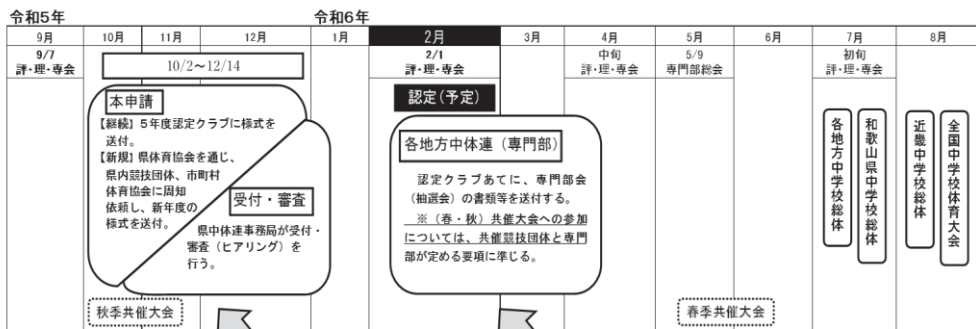 令和5年
令和6年
9月
10月
11月
12月
1月
2月
3月
4月
5月
6月
7月
8月
9/7
評・理・専会
10/2～12/14
2/1
評・理・専会
中旬
評・理・専会
5/9
専門部総会
初旬
評・理・専会
認定(予定)
本申請
【継続】5年度認定クラブに様式を
送付。
【新規】県体育協会を通じ、
県内競技団体、市町村
体育協会に周知
依頼し、新年度の
様式を送付。
受付・審査
県中体連事務局が受付・
審査（ヒアリング）を
行う。
各地方中体連（専門部）
認定クラブあてに、専門部会
（抽選会）の書類等を送付する。
※（春・秋）共催大会への参加
については、共催競技団体と専門
部が定める要項に準じる。
各地方中学校総体
和歌山県中学校総体
近畿中学校総体
全国中学校体育大会
秋季共催大会
春季共催大会